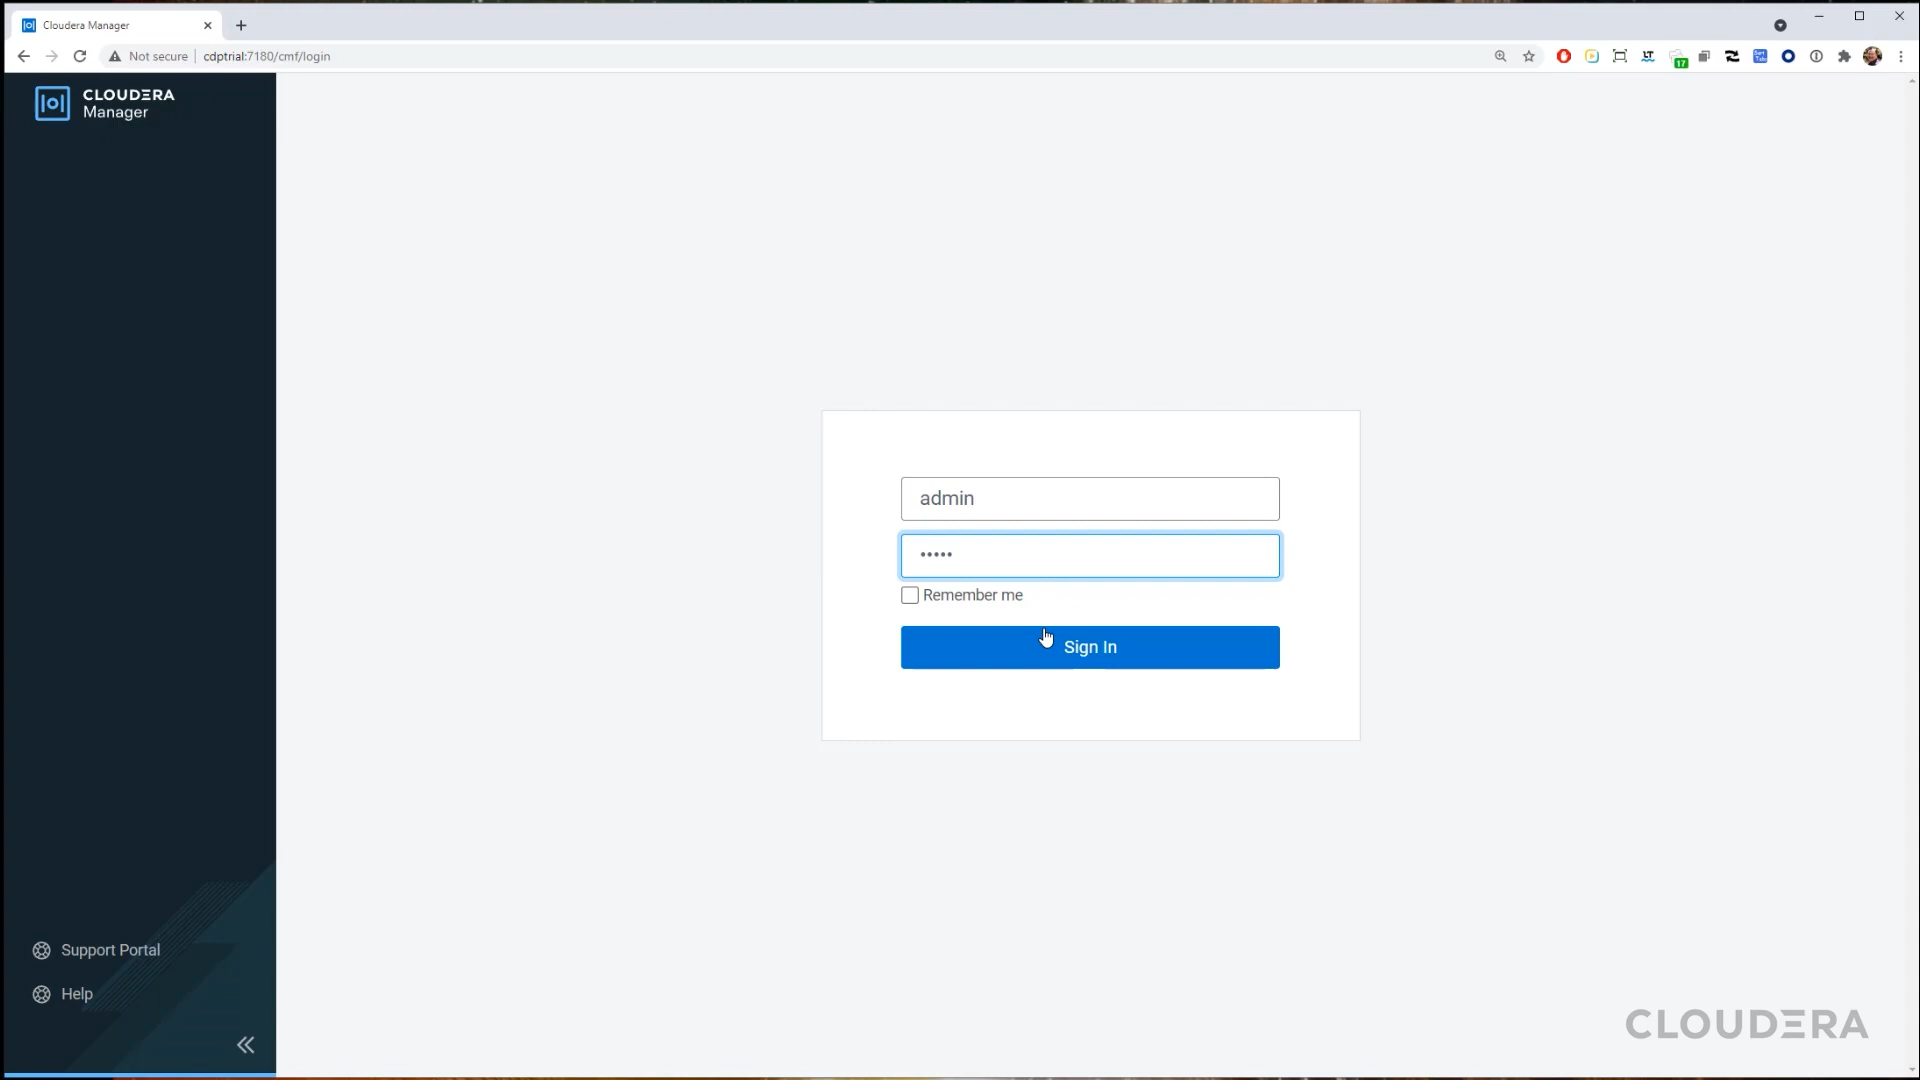 Cloudera Manager
Not secure
cdptrial:7180/cmf/login
17
CLOUDERA
Manager
admin
•••••
Remember me
Sign In
Support Portal
Help
CLOUDERA